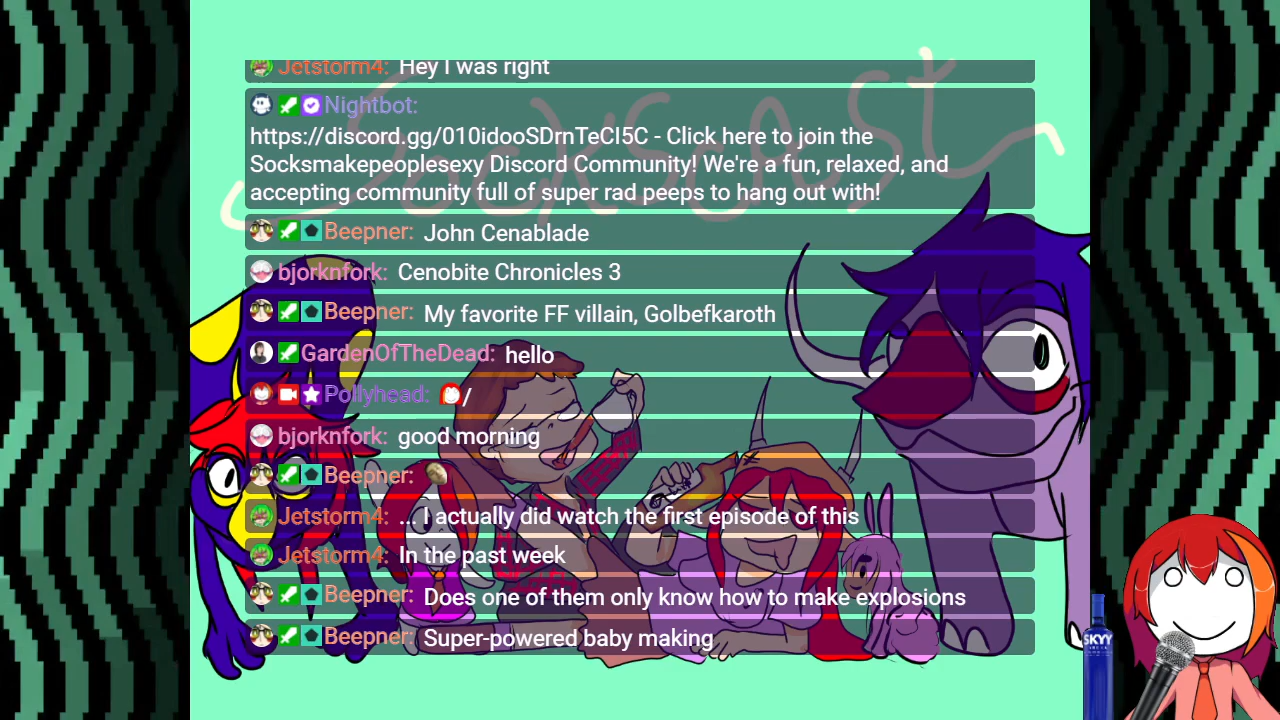 Jetstorm4: Hey I was right
Nightbot:
https://discord.gg/010idooSDrnTeCI5C - Click here to join the
Socksmakepeoplesexy Discord Community! We're a fun, relaxed, and
accepting community full of super rad peeps to hang out with!
Beepner: John Cenablade
bjorknfork: Cenobite Chronicles 3
Beepner: My favorite FF villain, Golbefkaroth
GardenOfTheDead: hello
Pollyhead: /
bjorknfork: good morning
Beepner:
Jetstorm4: ... I actually did watch the first episode of this
Jetstorm4: In the past week
Beepner: Does one of them only know how to make explosions
Beepner: Super-powered baby making
SKYY